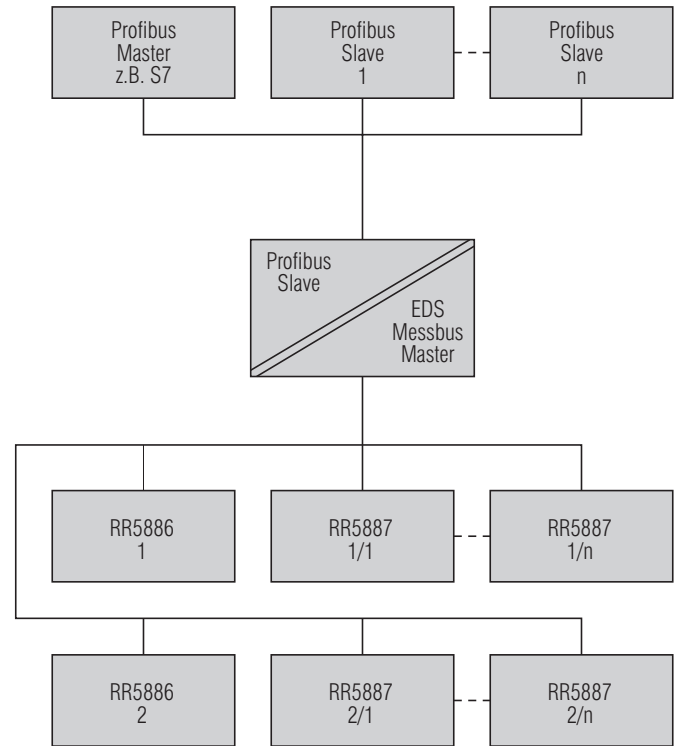 Profibus
Master
z.B. S7
Profibus
Slave
1
Profibus
Slave
n
Profibus
Slave
EDS
Messbus
Master
RR5886
1
RR5887
1/1
RR5887
1/n
RR5886
2
RR5887
2/1
RR5887
2/n